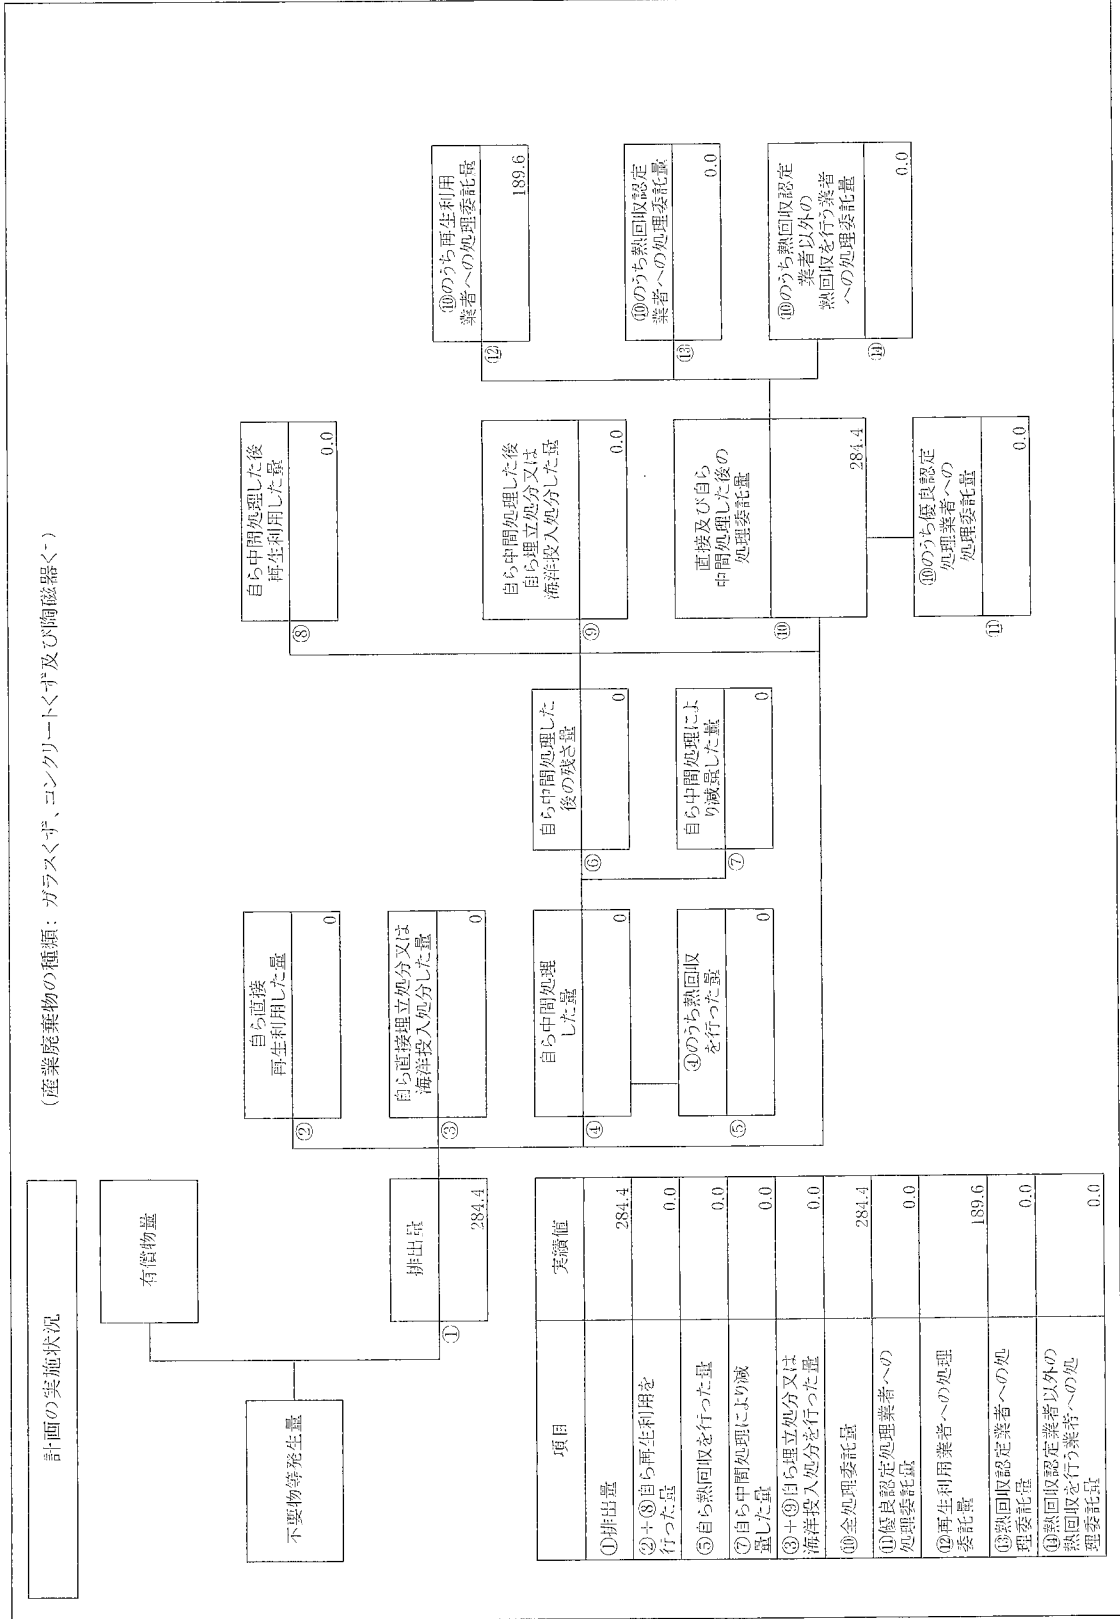 計画の実施状況
(産業廃棄物の種類:ガラスくず、コンクリートくず及び陶磁器くず)
不要物等発生量
有償物量
①
排出量
284.4
②
自ら直接
再生利用した量
0
③
自ら直接埋立処分又は
海洋投入処分した量
0
④
自ら中間処理
した量
0
⑤
④のうち熱回収
を行った量
0
⑥
自ら中間処理した
後の残さ量
0
⑦
自ら中間処理によ
り減量した量
0
⑧
自ら中間処理した後
再生利用した量
0.0
⑨
自ら中間処理した後
自ら埋立処分又は
海洋投入処分した量
0.0
⑩
直接及び自ら
中間処理した後の
処理委託量
284.4
⑪
⑩のうち優良認定
処理業者への
処理委託量
0.0
⑫
⑩のうち再生利用
業者への処理委託量
189.6
⑬
⑩のうち熱回収認定
業者への処理委託量
0.0
⑭
⑩のうち熱回収認定
業者以外の
熱回収を行う業者
への処理委託量
0.0
項目 実績値
①排出量 284.4
②+⑧自ら再生利用を
行った量 0.0
⑤自ら熱回収を行った量 0.0
⑦自ら中間処理により減
量した量 0.0
③+⑨自ら埋立処分又は
海洋投入処分を行った量 0.0
⑩全処理委託量 284.4
⑪優良認定処理業者への
処理委託量 0.0
⑫再生利用業者への処理
委託量 189.6
⑬熱回収認定業者への処
理委託量 0.0
⑭熱回収認定業者以外の
熱回収を行う業者への処
理委託量 0.0